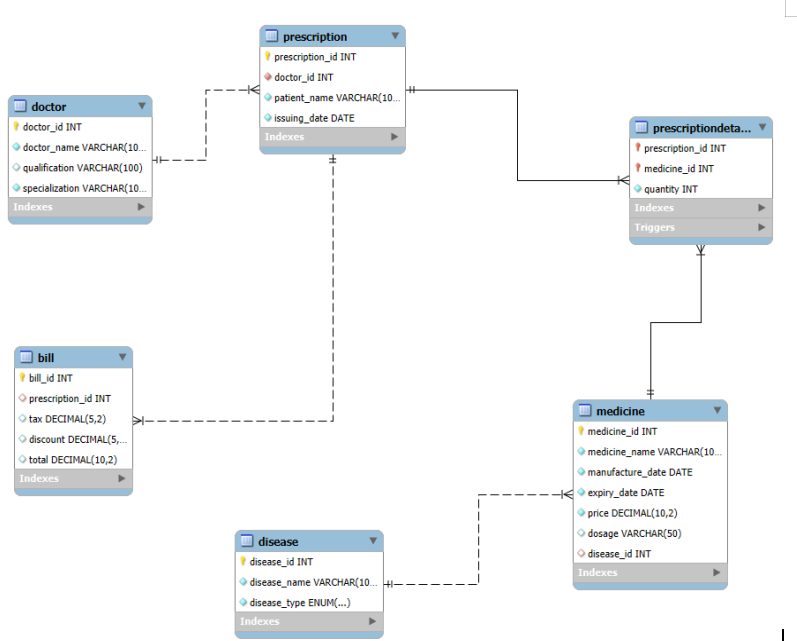 prescription
prescription_id INT
doctor_id INT
patient_name VARCHAR(10...
issuing_date DATE
Indexes
doctor
doctor_id INT
doctor_name VARCHAR(10...
qualification VARCHAR(100)
specialization VARCHAR(10...
Indexes
prescriptiondeta...
prescription_id INT
medicine_id INT
quantity INT
Indexes
Triggers
bill
bill_id INT
prescription_id INT
tax DECIMAL(5,2)
discount DECIMAL(5,...
total DECIMAL(10,2)
Indexes
medicine
medicine_id INT
medicine_name VARCHAR(10...
manufacture_date DATE
expiry_date DATE
price DECIMAL(10,2)
dosage VARCHAR(50)
disease_id INT
Indexes
disease
disease_id INT
disease_name VARCHAR(10...
disease_type ENUM(...)
Indexes